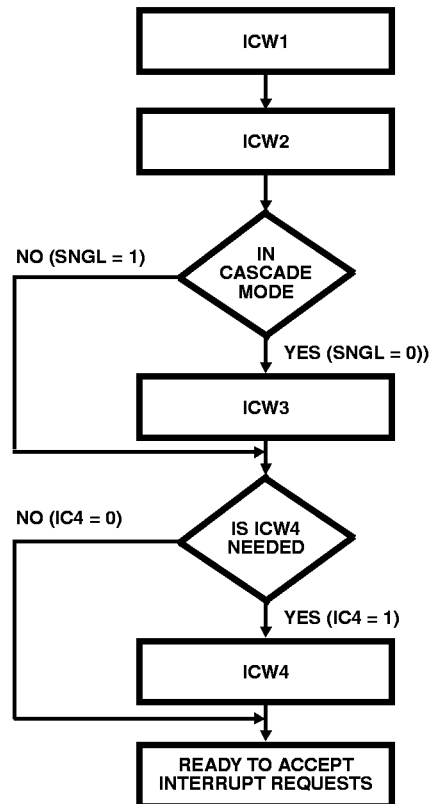 ICW1
ICW2
IN
CASCADE
MODE
NO (SNGL = 1)
YES (SNGL = 0))
ICW3
IS ICW4
NEEDED
NO (IC4 = 0)
YES (IC4 = 1)
ICW4
READY TO ACCEPT
INTERRUPT REQUESTS